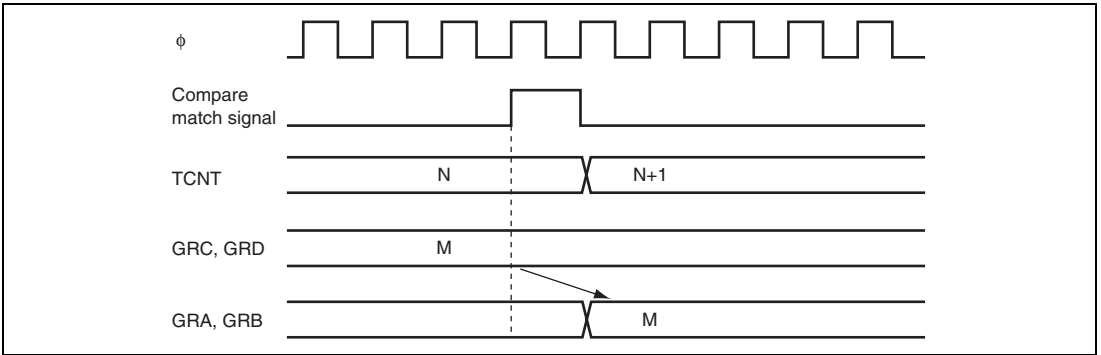 φ
Compare
match signal
TCNT
N
N+1
GRC, GRD
M
GRA, GRB
M